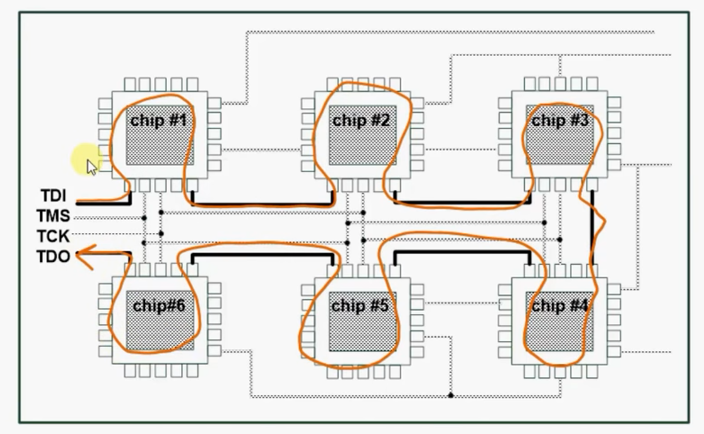 chip #1
chip #2
chip #3
TDI
TMS
TCK
TDO
chip#6
chip #5
chip #4